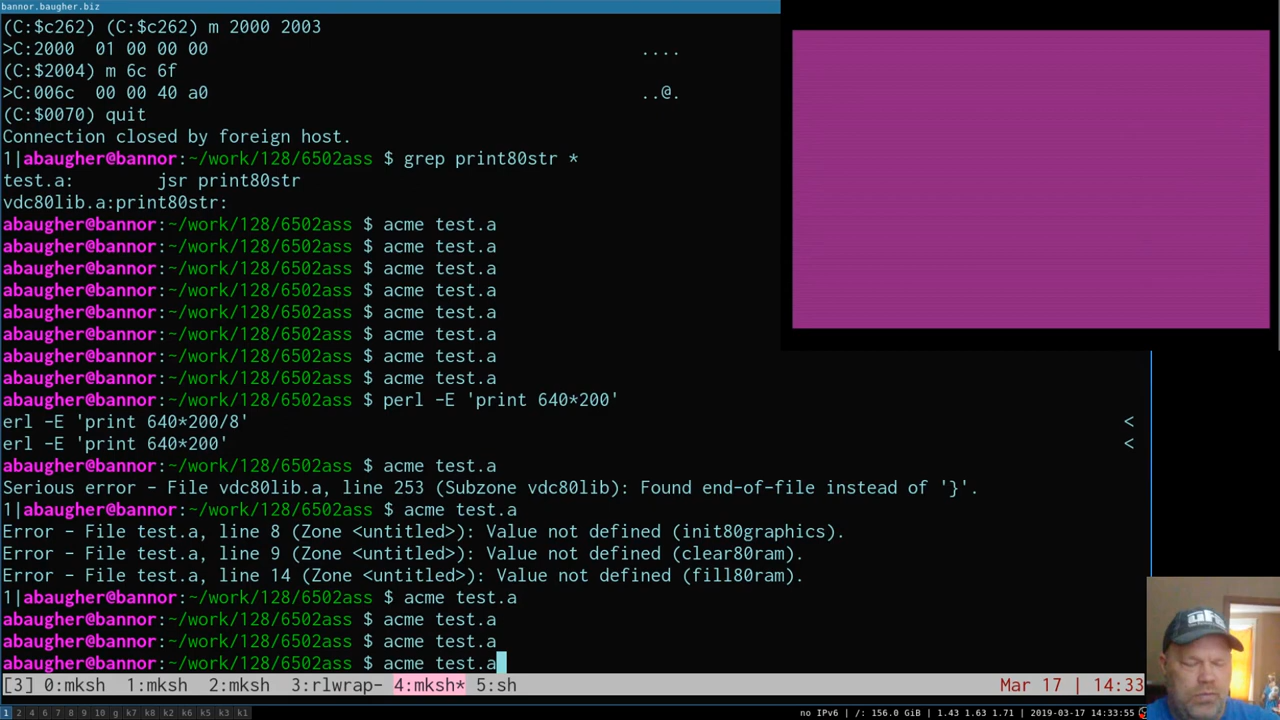 bannor.baugher.biz
(C:$c262) (C:$c262) m 2000 2003
>C:2000  01 00 00 00  ....
(C:$2004) m 6c 6f
>C:006c  00 00 40 a0  ..@.
(C:$0070) quit
Connection closed by foreign host.
1|abaugher@bannor:~/work/128/6502ass $ grep print80str *
test.a:        jsr print80str
vdc80lib.a:print80str:
abaugher@bannor:~/work/128/6502ass $ acme test.a
abaugher@bannor:~/work/128/6502ass $ acme test.a
abaugher@bannor:~/work/128/6502ass $ acme test.a
abaugher@bannor:~/work/128/6502ass $ acme test.a
abaugher@bannor:~/work/128/6502ass $ acme test.a
abaugher@bannor:~/work/128/6502ass $ acme test.a
abaugher@bannor:~/work/128/6502ass $ acme test.a
abaugher@bannor:~/work/128/6502ass $ acme test.a
abaugher@bannor:~/work/128/6502ass $ perl -E 'print 640*200'
erl -E 'print 640*200/8' <
erl -E 'print 640*200' <
abaugher@bannor:~/work/128/6502ass $ acme test.a
Serious error - File vdc80lib.a, line 253 (Subzone vdc80lib): Found end-of-file instead of '}'.
1|abaugher@bannor:~/work/128/6502ass $ acme test.a
Error - File test.a, line 8 (Zone <untitled>): Value not defined (init80graphics).
Error - File test.a, line 9 (Zone <untitled>): Value not defined (clear80ram).
Error - File test.a, line 14 (Zone <untitled>): Value not defined (fill80ram).
1|abaugher@bannor:~/work/128/6502ass $ acme test.a
abaugher@bannor:~/work/128/6502ass $ acme test.a
abaugher@bannor:~/work/128/6502ass $ acme test.a
abaugher@bannor:~/work/128/6502ass $ acme test.a
[3] 0:mksh  1:mksh  2:mksh  3:rlwrap- 4:mksh* 5:sh  Mar 17 | 14:33
1 2 3 4 5 6 7 8 9 10 g k2 k6 k5 k3 k1  no IPv6 | /: 156.0 GiB | 1.43 1.63 1.71 | 2019-03-17 14:33:55